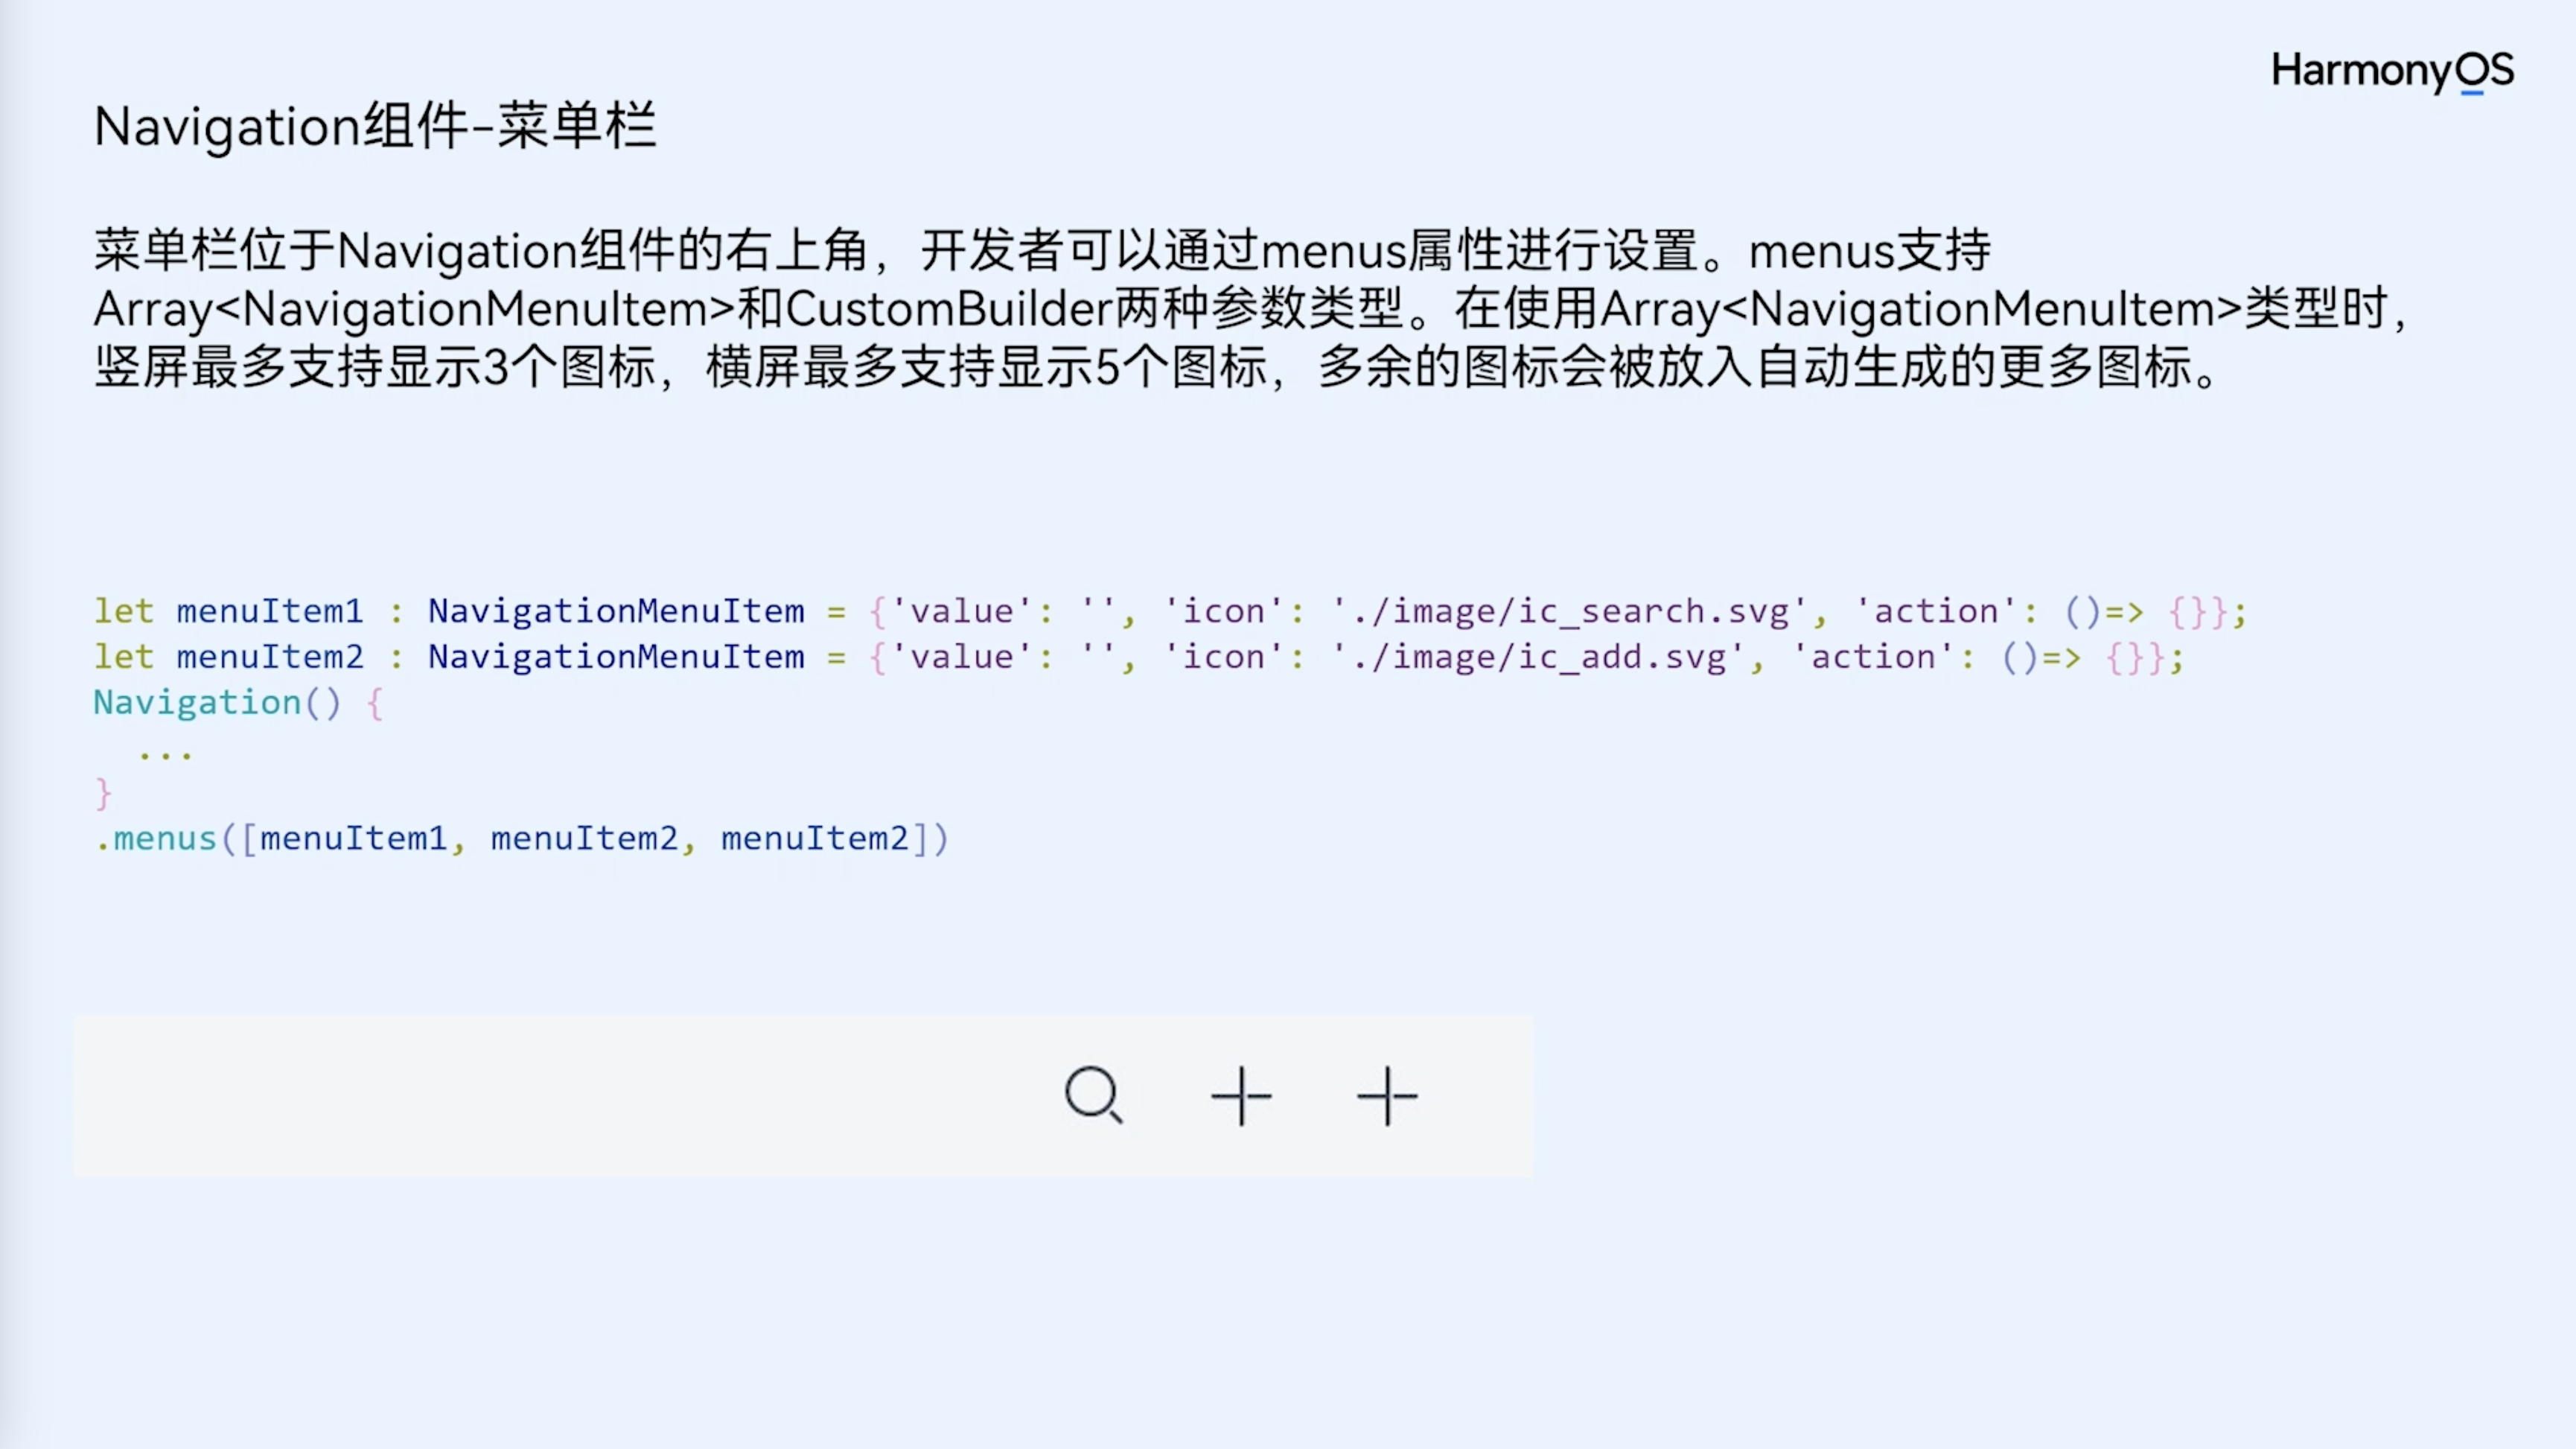 HarmonyOS
Navigation组件-菜单栏
菜单栏位于Navigation组件的右上角，开发者可以通过menus属性进行设置。menus支持
Array<NavigationMenuItem>和CustomBuilder两种参数类型。在使用Array<NavigationMenuItem>类型时，
竖屏最多支持显示3个图标，横屏最多支持显示5个图标，多余的图标会被放入自动生成的更多图标。
let menuItem1 : NavigationMenuItem = {'value': '', 'icon': './image/ic_search.svg', 'action': ()=> {}};
let menuItem2 : NavigationMenuItem = {'value': '', 'icon': './image/ic_add.svg', 'action': ()=> {}};
Navigation() {
  ...
}
.menus([menuItem1, menuItem2, menuItem2])